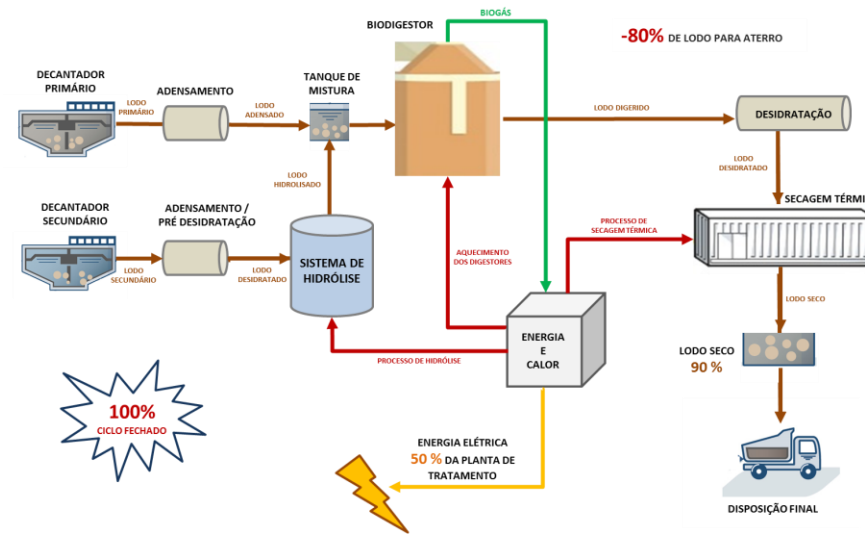 BIOGÁS
BIODIGESTOR
-80% DE LODO PARA ATERRO
DECANTADOR
PRIMÁRIO
ADENSAMENTO
TANQUE DE
MISTURA
LODO
PRIMÁRIO
LODO
ADENSADO
LODO DIGERIDO
DESIDRATAÇÃO
LODO
HIDROLISADO
LODO
DESIDRATADO
DECANTADOR
SECUNDÁRIO
ADENSAMENTO /
PRÉ DESIDRATAÇÃO
SECAGEM TÉRMI
PROCESSO DE
SECAGEM TÉRMICA
AQUECIMENTO
DOS DIGESTORES
SISTEMA DE
HIDRÓLISE
LODO
SECUNDÁRIO
LODO
DESIDRATADO
LODO SECO
ENERGIA
E
CALOR
PROCESSO DE HIDRÓLISE
LODO SECO
90 %
100%
CICLO FECHADO
ENERGIA ELÉTRICA
50 % DA PLANTA DE
TRATAMENTO
DISPOSIÇÃO FINAL